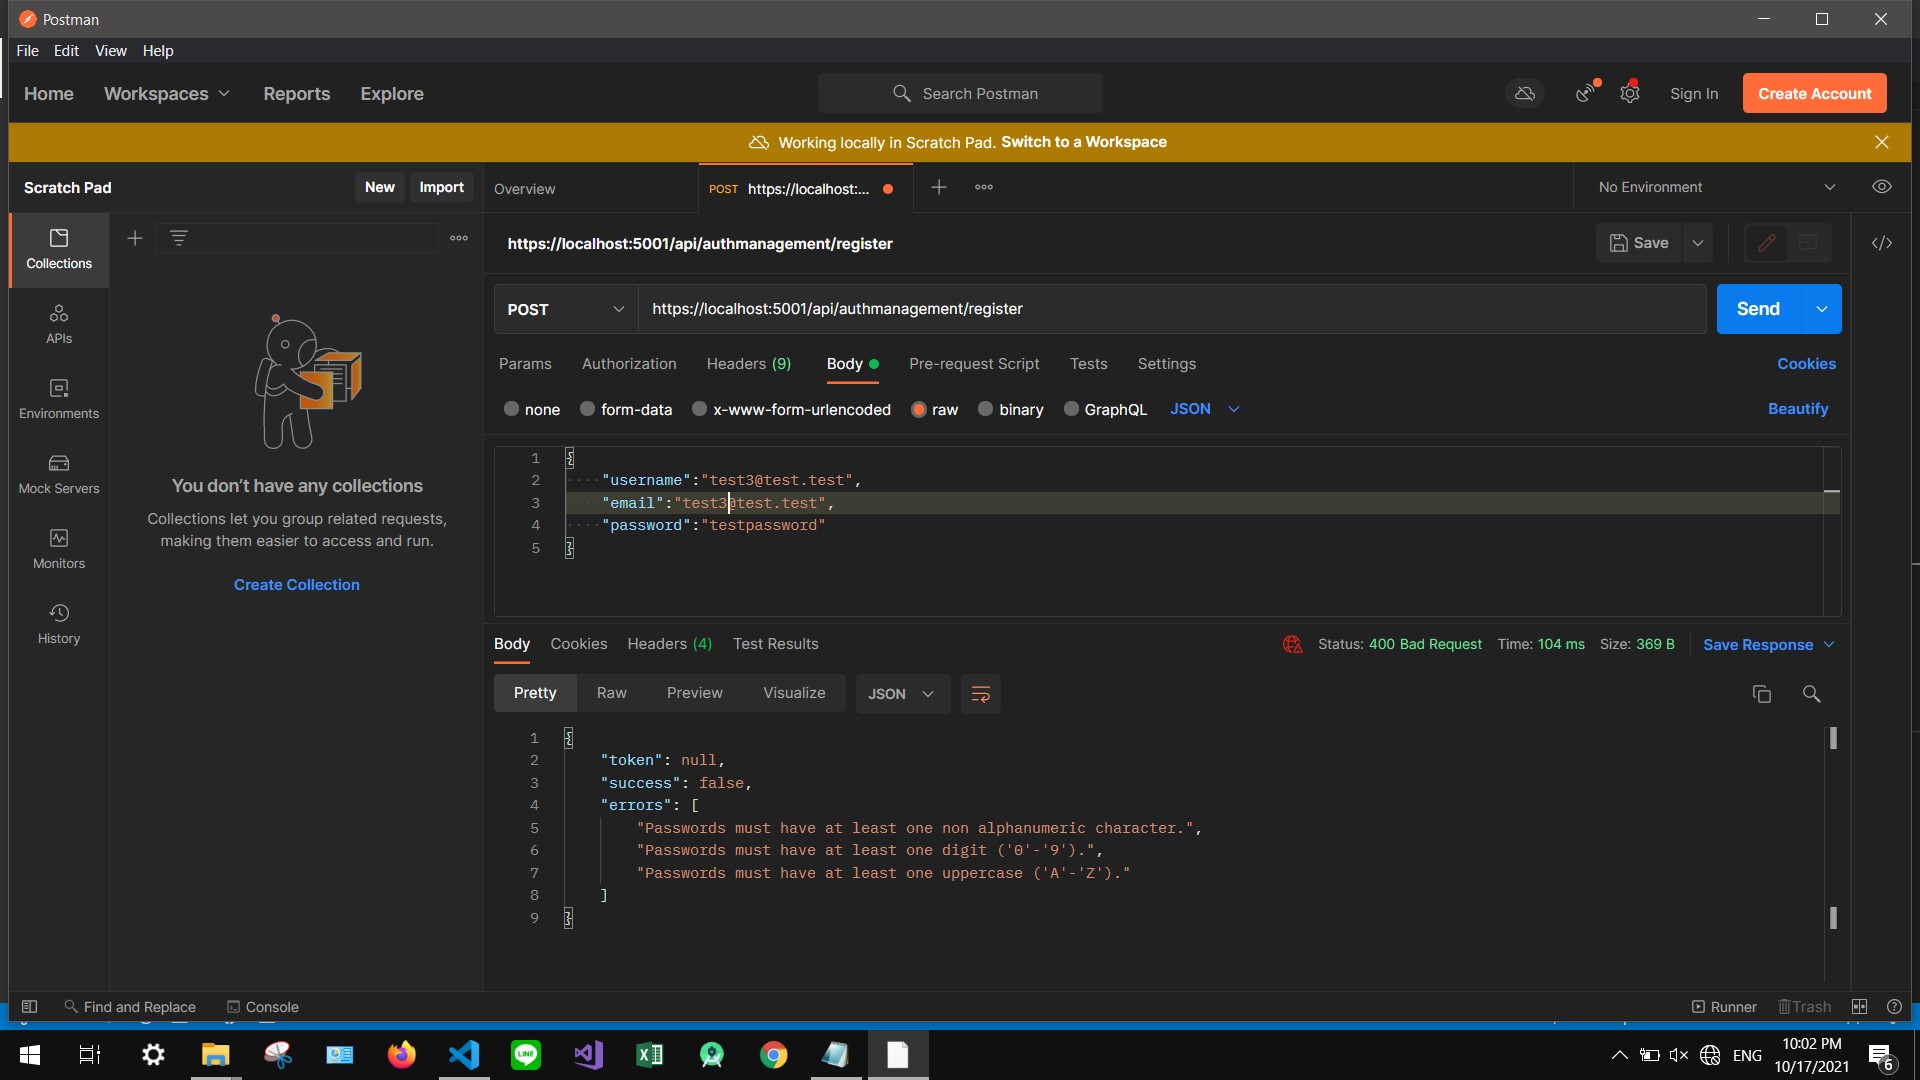 Postman
File Edit View Help
Home Workspaces Reports Explore Search Postman Sign In Create Account
Working locally in Scratch Pad. Switch to a Workspace
Scratch Pad New Import Overview POST https://localhost:... No Environment
Collections
APIs
Environments
Mock Servers
Monitors
History
You don't have any collections
Collections let you group related requests,
making them easier to access and run.
Create Collection
https://localhost:5001/api/authmanagement/register Save
POST https://localhost:5001/api/authmanagement/register Send
Params Authorization Headers (9) Body Pre-request Script Tests Settings Cookies
none form-data x-www-form-urlencoded raw binary GraphQL JSON Beautify
1 {
2 "username":"test3@test.test",
3 "email":"test3@test.test",
4 "password":"testpassword"
5 }
Body Cookies Headers (4) Test Results Status: 400 Bad Request Time: 104 ms Size: 369 B Save Response
Pretty Raw Preview Visualize JSON
1 {
2 "token": null,
3 "success": false,
4 "errors": [
5 "Passwords must have at least one non alphanumeric character.",
6 "Passwords must have at least one digit ('0'-'9').",
7 "Passwords must have at least one uppercase ('A'-'Z')."
8 ]
9 }
Find and Replace Console Runner Trash
LINE
ENG 10:02 PM
10/17/2021 6